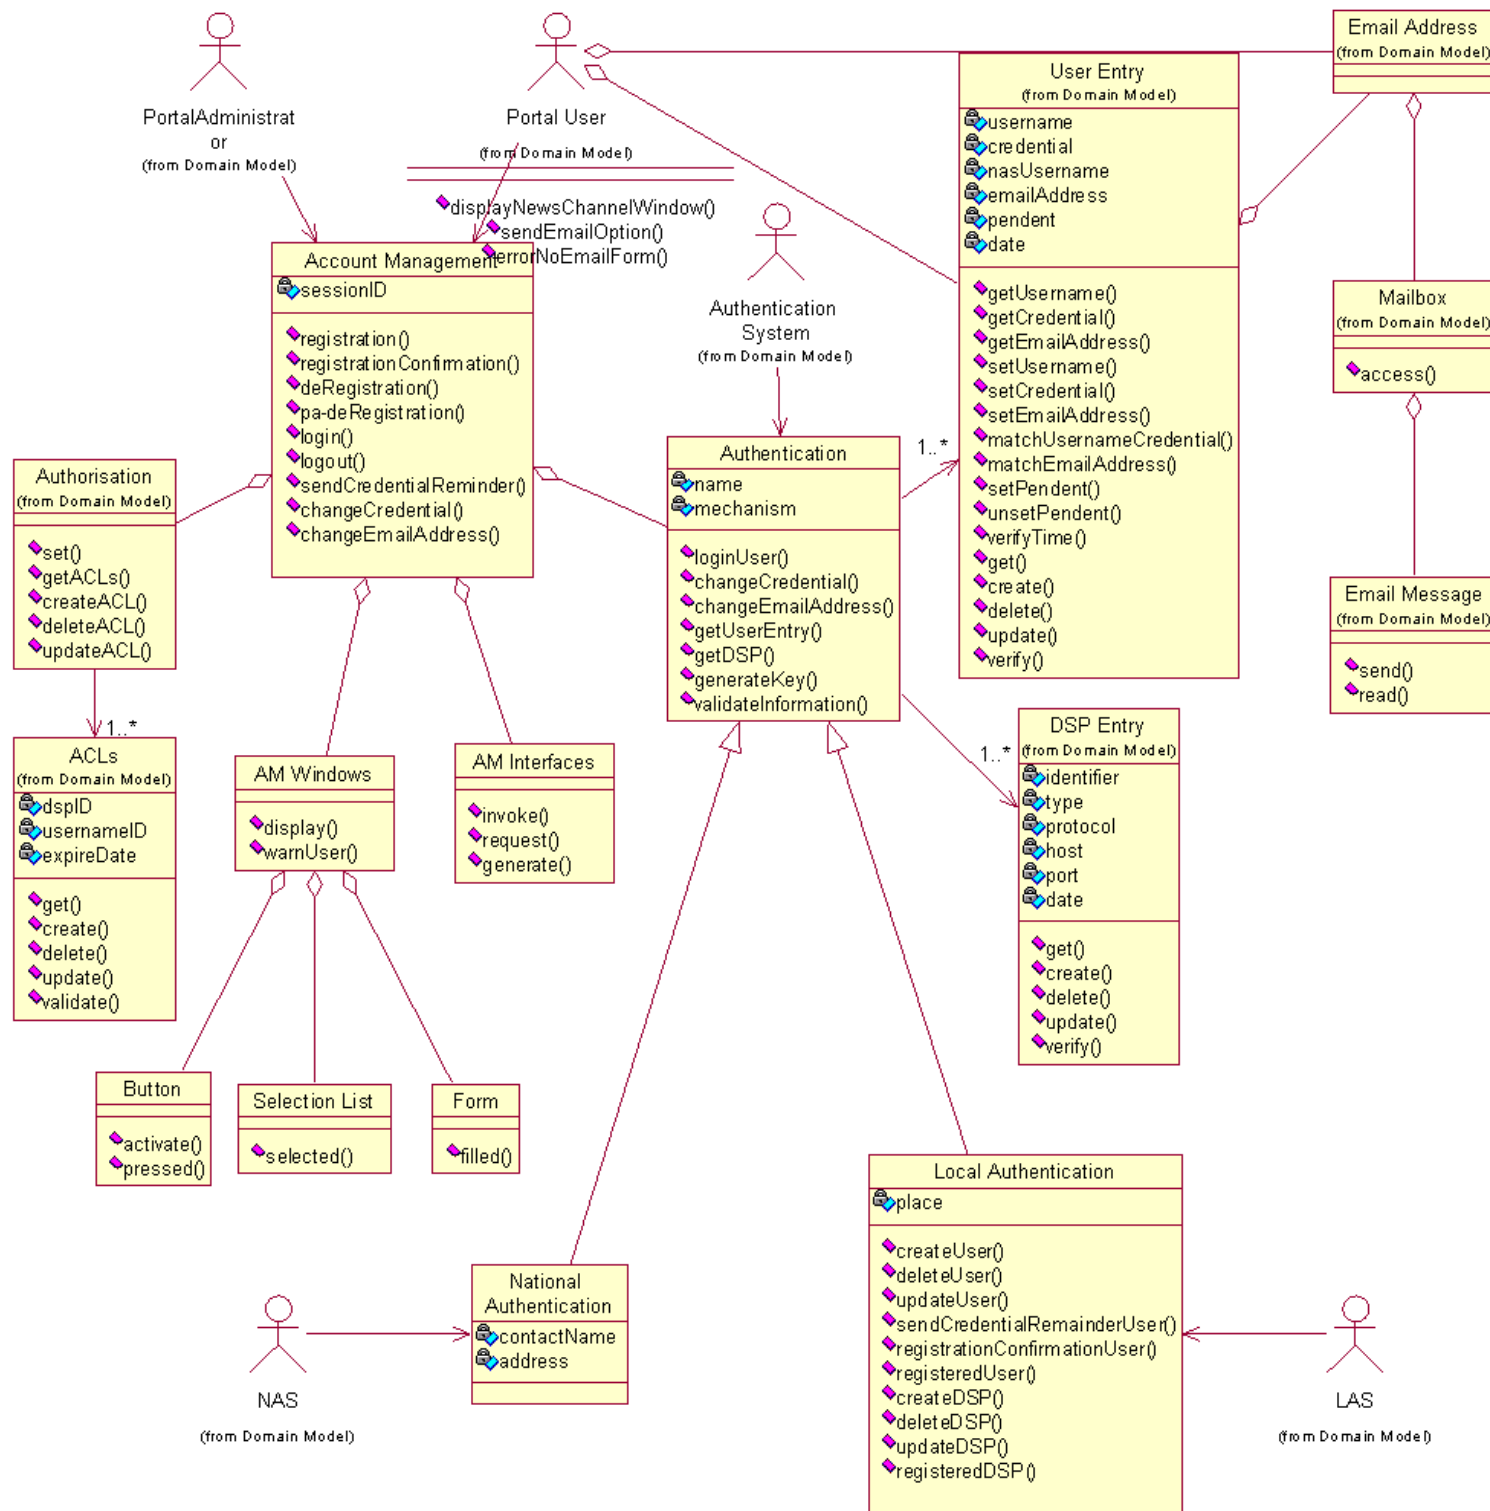 PortalAdministrat
or
(from Domain Model)
Portal User
(from Domain Model)
displayNewsChannelWindow()
sendEmailOption()
errorNoEmailForm()
Email Address
(from Domain Model)
User Entry
(from Domain Model)
username
credential
nasUsername
emailAddress
pendent
date
getUsername()
getCredential()
getEmailAddress()
setUsername()
setCredential()
setEmailAddress()
matchUsernameCredential()
matchEmailAddress()
setPendent()
unsetPendent()
verifyTime()
get()
create()
delete()
update()
verify()
Account Management
sessionID
registration()
registrationConfirmation()
deRegistration()
pa-deRegistration()
login()
logout()
sendCredentialReminder()
changeCredential()
changeEmailAddress()
Authentication
System
(from Domain Model)
Mailbox
(from Domain Model)
access()
Authorisation
(from Domain Model)
set()
getACLs()
createACL()
deleteACL()
updateACL()
Authentication
name
mechanism
loginUser()
changeCredential()
changeEmailAddress()
getUserEntry()
getDSP()
generateKey()
validateInformation()
1..*
Email Message
(from Domain Model)
send()
read()
1..*
ACLs
(from Domain Model)
dspID
usernameID
expireDate
get()
create()
delete()
update()
validate()
AM Windows
display()
warnUser()
AM Interfaces
invoke()
request()
generate()
1..*
DSP Entry
(from Domain Model)
identifier
type
protocol
host
port
date
get()
create()
delete()
update()
verify()
Button
activate()
pressed()
Selection List
selected()
Form
filled()
Local Authentication
place
createUser()
deleteUser()
updateUser()
sendCredentialRemainderUser()
registrationConfirmationUser()
registeredUser()
createDSP()
deleteDSP()
updateDSP()
registeredDSP()
National
Authentication
contactName
address
NAS
(from Domain Model)
LAS
(from Domain Model)